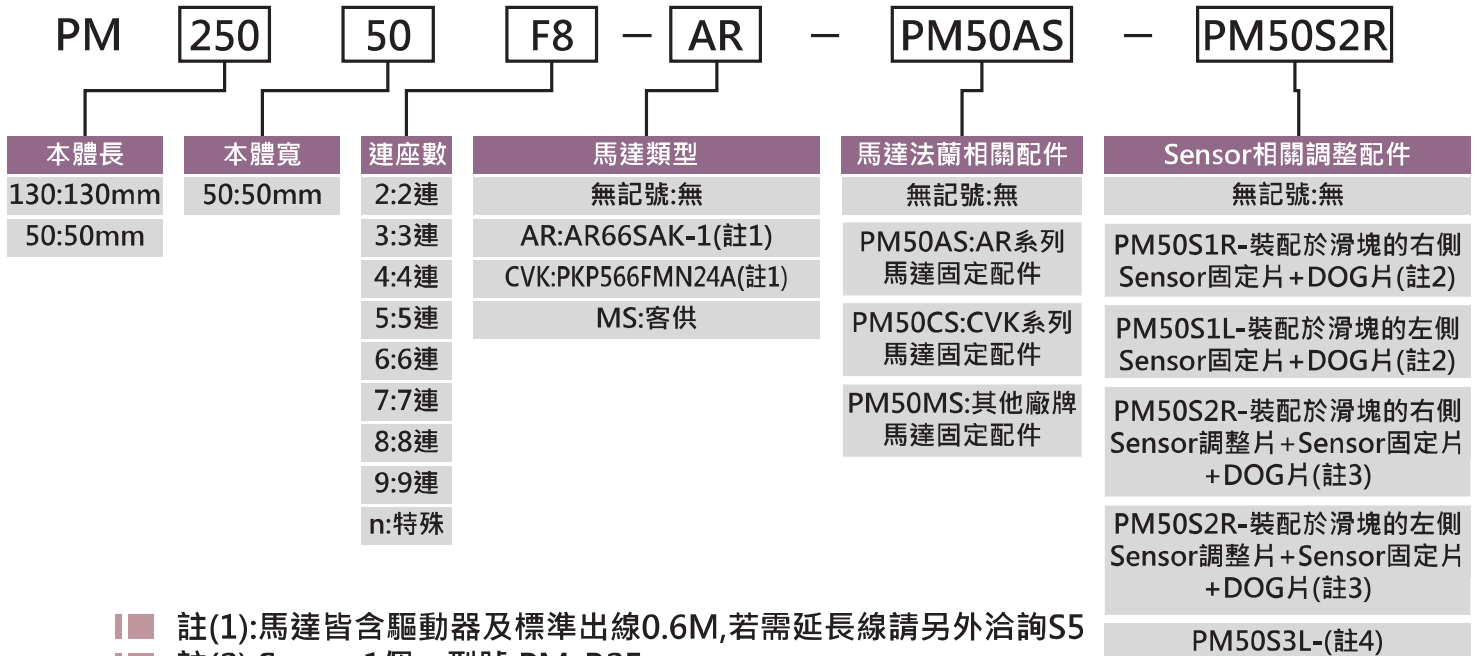 PM 250 50 F8 - AR - PM50AS - PM50S2R
本體長
130:130mm
50:50mm
本體寬
50:50mm
連座數
2:2連
3:3連
4:4連
5:5連
6:6連
7:7連
8:8連
9:9連
n:特殊
馬達類型
無記號:無
AR:AR66SAK-1(註1)
CVK:PKP566FMN24A(註1)
MS:客供
馬達法蘭相關配件
無記號:無
PM50AS:AR系列
馬達固定配件
PM50CS:CVK系列
馬達固定配件
PM50MS:其他廠牌
馬達固定配件
Sensor相關調整配件
無記號:無
PM50S1R-裝配於滑塊的右側
Sensor固定片+DOG片(註2)
PM50S1L-裝配於滑塊的左側
Sensor固定片+DOG片(註2)
PM50S2R-裝配於滑塊的右側
Sensor調整片+Sensor固定片
+DOG片(註3)
PM50S2R-裝配於滑塊的左側
Sensor調整片+Sensor固定片
+DOG片(註3)
PM50S3L-(註4)
註(1):馬達皆含驅動器及標準出線0.6M,若需延長線請另外洽詢S5